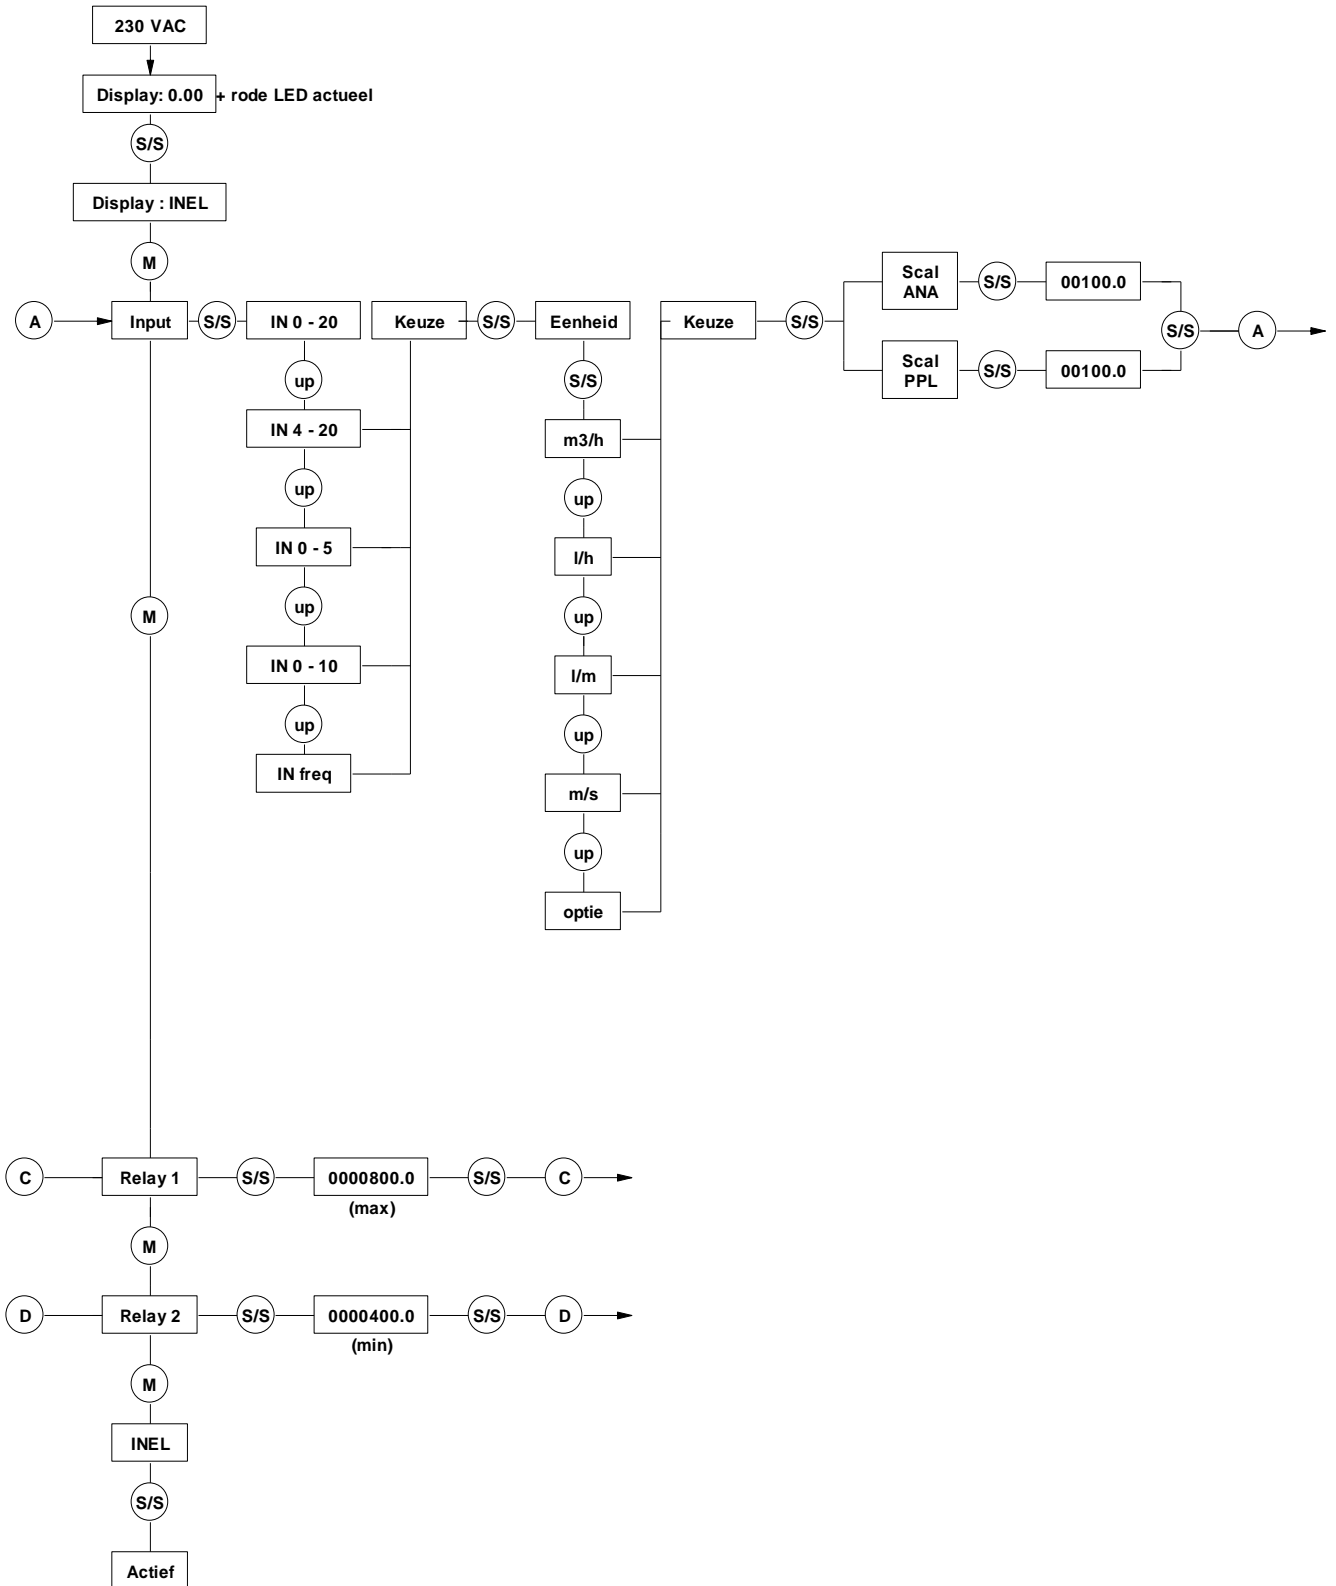 230 VAC
Display: 0.00 + rode LED actueel
S/S
Display : INEL
M
A Input S/S IN 0 - 20 Keuze S/S Eenheid Keuze S/S
Scal
ANA
S/S 00100.0
S/S A
Scal
PPL
S/S 00100.0
up
IN 4 - 20
up
IN 0 - 5
up
IN 0 - 10
up
IN freq
S/S
m3/h
up
l/h
up
l/m
up
m/s
up
optie
M
C Relay 1 S/S 0000800.0 S/S C
(max)
M
D Relay 2 S/S 0000400.0 S/S D
(min)
M
INEL
S/S
Actief